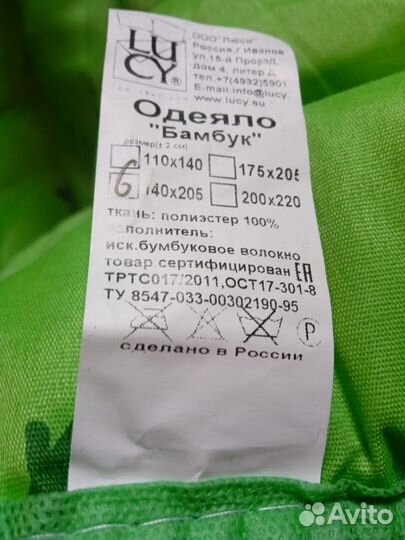 LUCY®
ООО "Люси"
Россия, г Иванов
ул. 15-й Проезд,
дом 4, литер Д
тел. +7(4932)5901
E-mail: info@lucy.
www.lucy.su
Одеяло
"Бамбук"
размер(± 2 см)
110х140 175х205
б 140х205 200х220
ткань: полиэстер 100%
наполнитель:
иск.бумбуковое волокно
товар сертифицирован EAC
ТРТС017/2011,ОСТ17-301-8
ТУ 8547-033-00302190-95
P
сделано в России
Avito